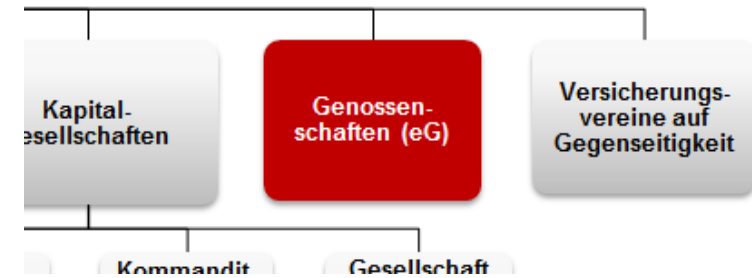 Kapital-
esellschaften
Genossen-
schaften (eG)
Versicherungs-
vereine auf
Gegenseitigkeit
Kommandit
Gesellschaft